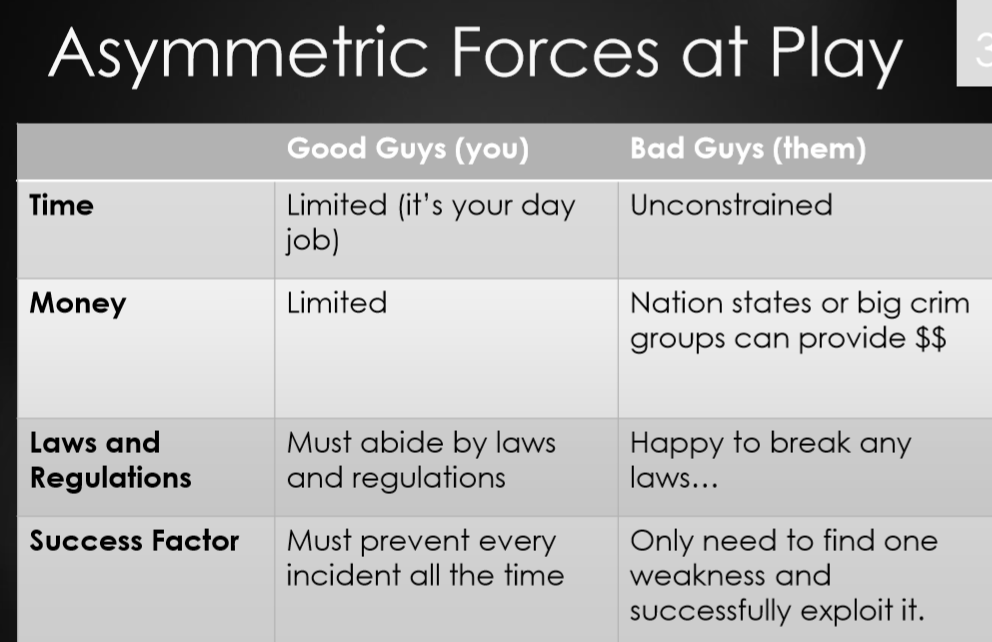 Asymmetric Forces at Play
3
Good Guys (you)
Bad Guys (them)
Time
Limited (it’s your day
job)
Unconstrained
Money
Limited
Nation states or big crim
groups can provide $$
Laws and
Regulations
Must abide by laws
and regulations
Happy to break any
laws…
Success Factor
Must prevent every
incident all the time
Only need to find one
weakness and
successfully exploit it.